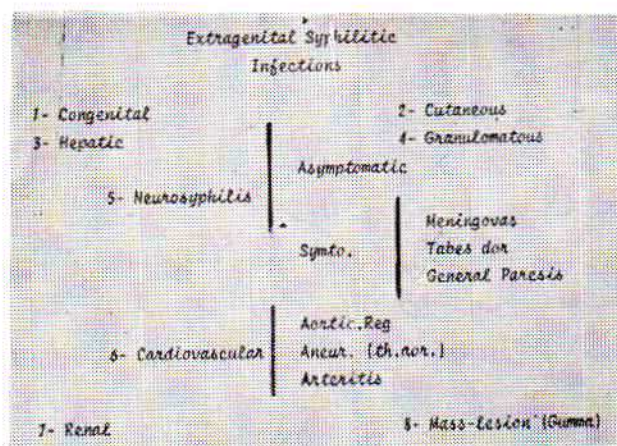 Extragenital Syphilitic
Infections
1- Congenital
2- Cutaneous
3- Hepatic
4- Granulomatous
Asymptomatic
5- Neurosyphilis
Meningovas
Symto.
Tabes dor
General Paresis
Aortic.Reg
6- Cardiovascular
Aneur. (th.aor.)
Arteritis
7- Renal
8- Mass-Lesion (Gumma)